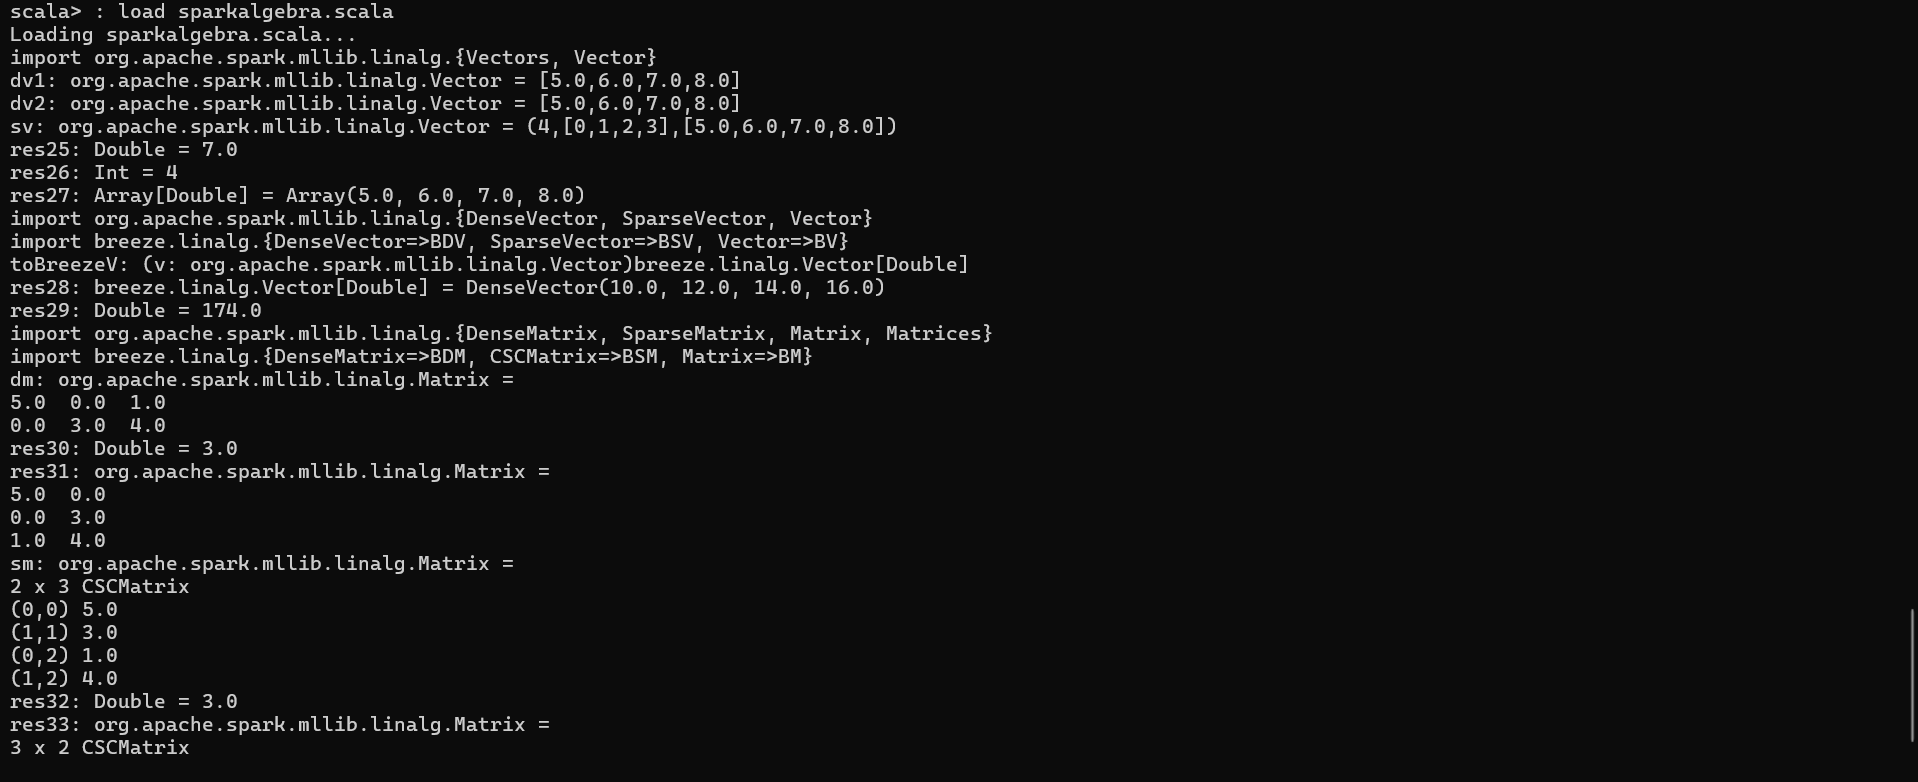 scala> : load sparkalgebra.scala
Loading sparkalgebra.scala...
import org.apache.spark.mllib.linalg.{Vectors, Vector}
dv1: org.apache.spark.mllib.linalg.Vector = [5.0,6.0,7.0,8.0]
dv2: org.apache.spark.mllib.linalg.Vector = [5.0,6.0,7.0,8.0]
sv: org.apache.spark.mllib.linalg.Vector = (4,[0,1,2,3],[5.0,6.0,7.0,8.0])
res25: Double = 7.0
res26: Int = 4
res27: Array[Double] = Array(5.0, 6.0, 7.0, 8.0)
import org.apache.spark.mllib.linalg.{DenseVector, SparseVector, Vector}
import breeze.linalg.{DenseVector=>BDV, SparseVector=>BSV, Vector=>BV}
toBreezeV: (v: org.apache.spark.mllib.linalg.Vector)breeze.linalg.Vector[Double]
res28: breeze.linalg.Vector[Double] = DenseVector(10.0, 12.0, 14.0, 16.0)
res29: Double = 174.0
import org.apache.spark.mllib.linalg.{DenseMatrix, SparseMatrix, Matrix, Matrices}
import breeze.linalg.{DenseMatrix=>BDM, CSCMatrix=>BSM, Matrix=>BM}
dm: org.apache.spark.mllib.linalg.Matrix =
5.0  0.0  1.0
0.0  3.0  4.0
res30: Double = 3.0
res31: org.apache.spark.mllib.linalg.Matrix =
5.0  0.0
0.0  3.0
1.0  4.0
sm: org.apache.spark.mllib.linalg.Matrix =
2 x 3 CSCMatrix
(0,0) 5.0
(1,1) 3.0
(0,2) 1.0
(1,2) 4.0
res32: Double = 3.0
res33: org.apache.spark.mllib.linalg.Matrix =
3 x 2 CSCMatrix